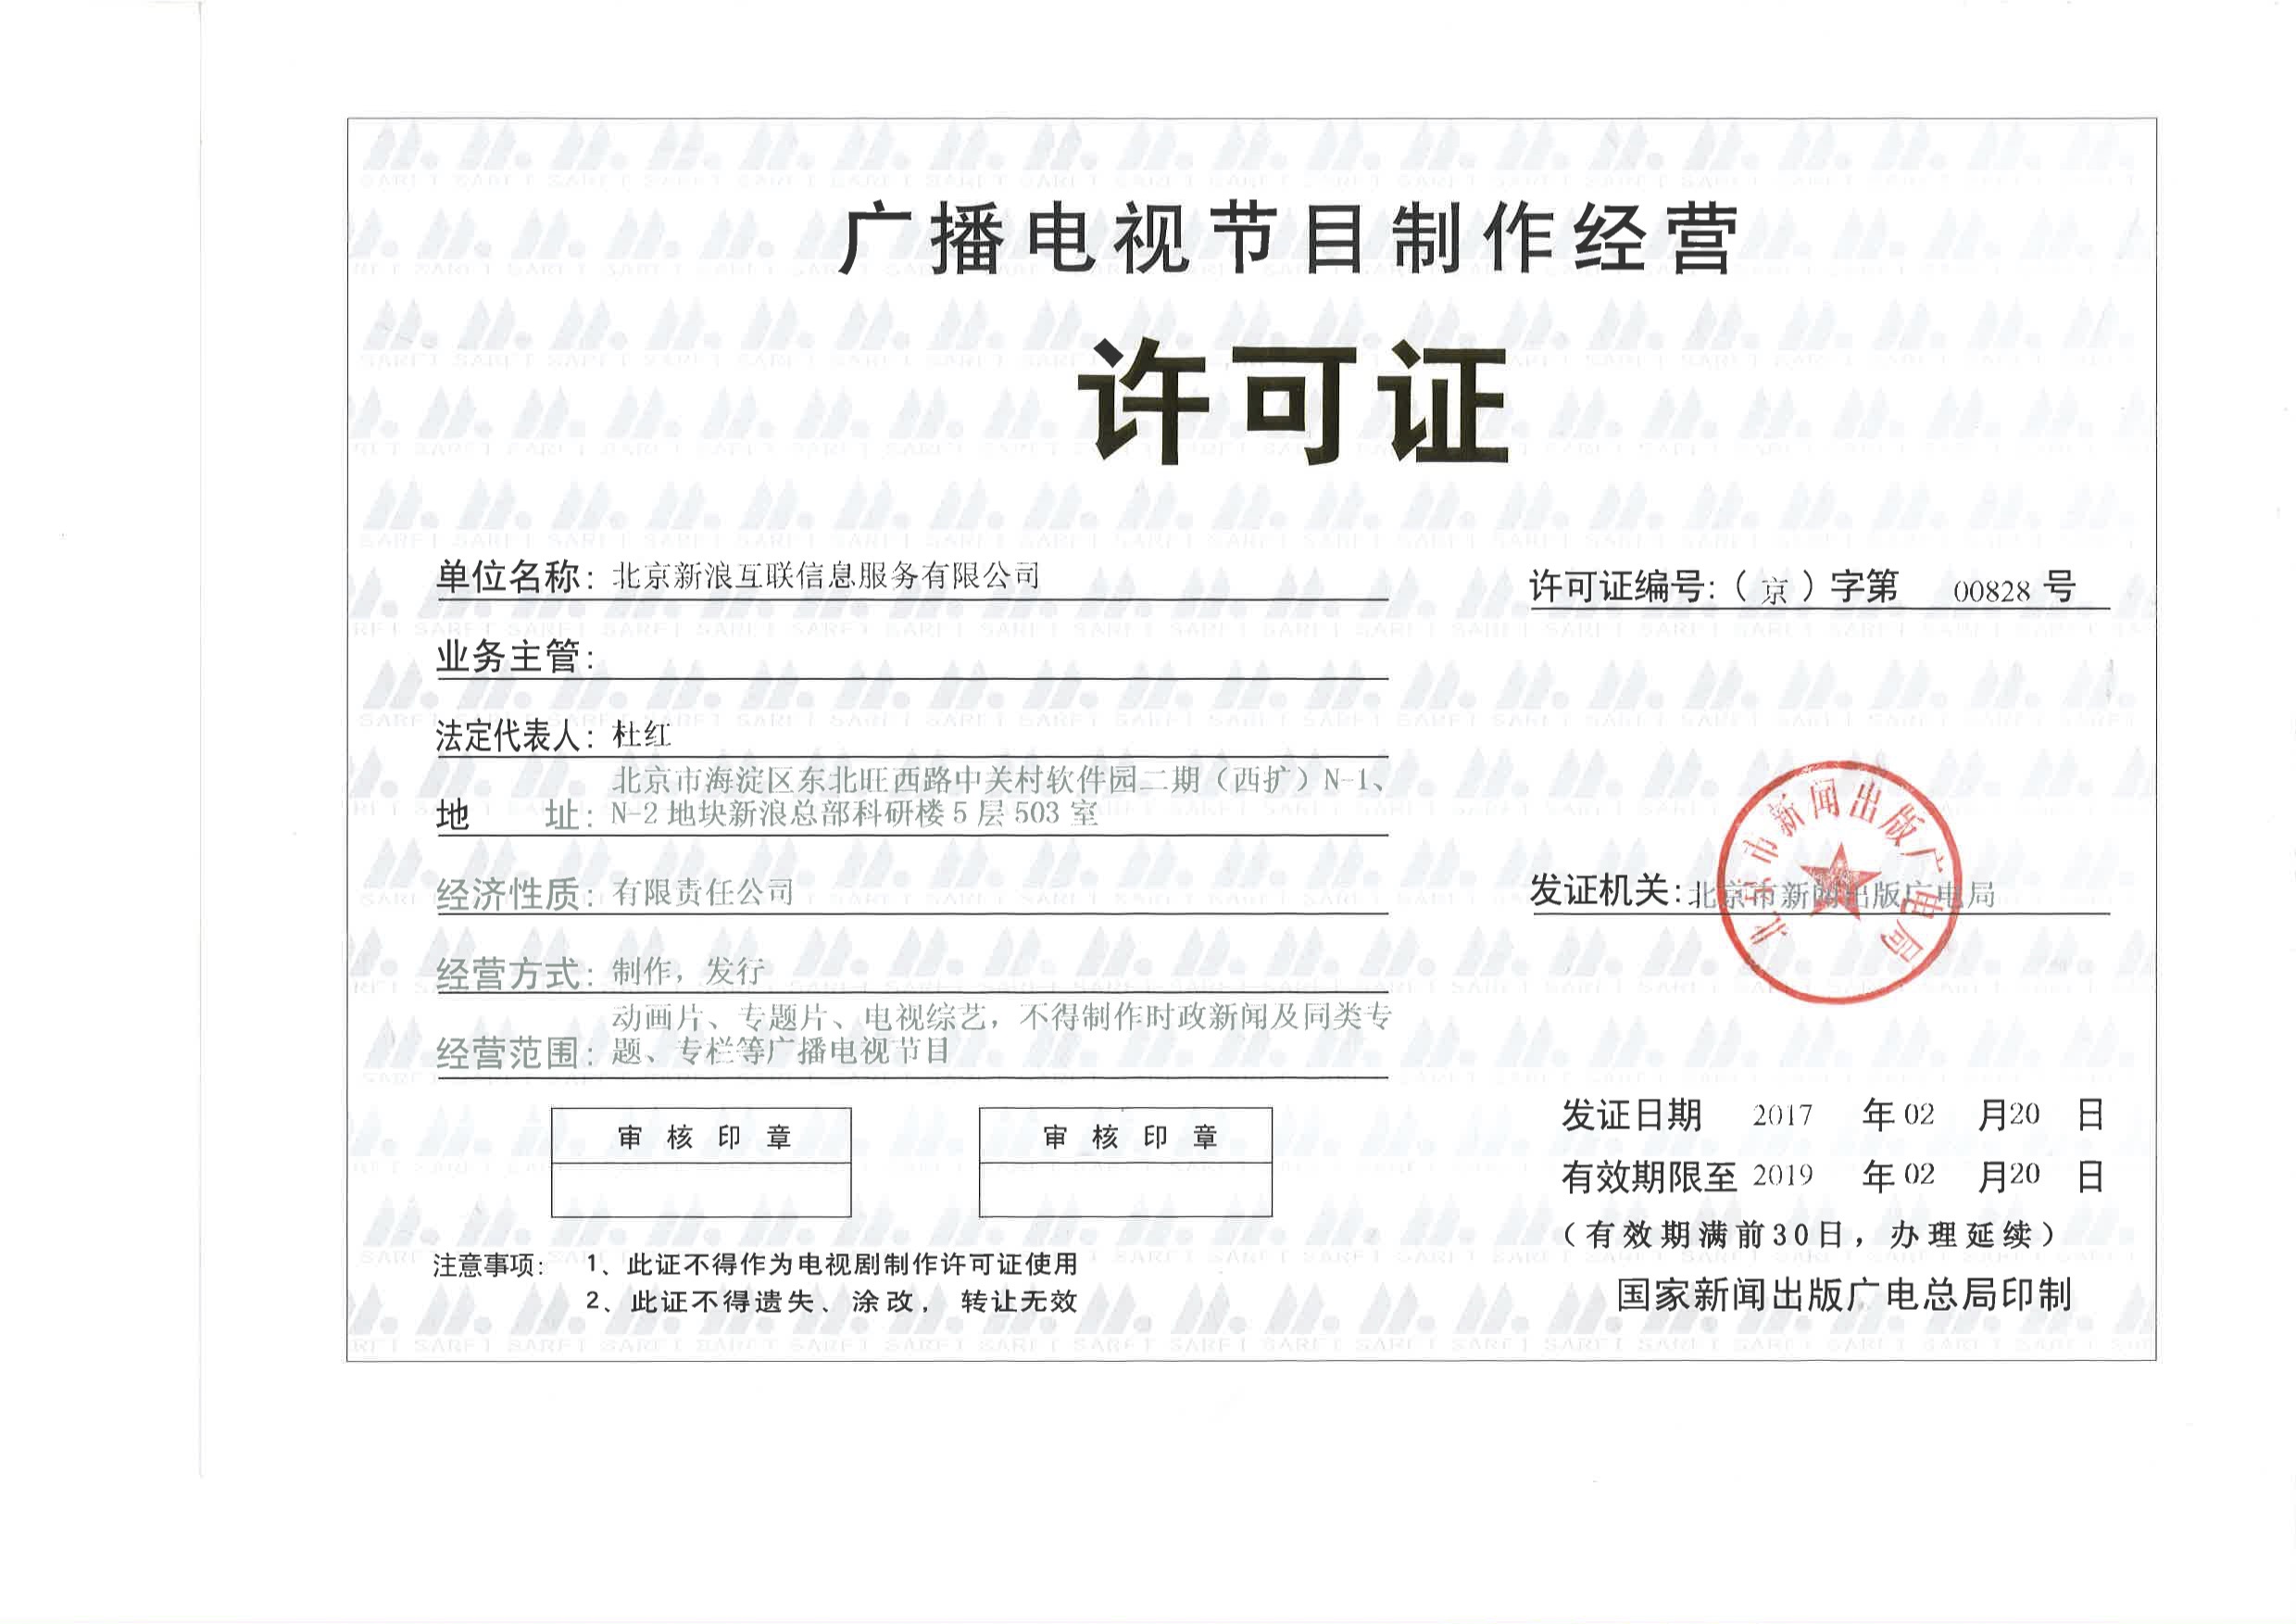 广播电视节目制作经营
许可证
单位名称：北京新浪互联信息服务有限公司
许可证编号：（京）字第 00828 号
业务主管：
法定代表人：杜红
地 址：北京市海淀区东北旺西路中关村软件园二期（西扩）N-1、
N-2 地块新浪总部科研楼 5 层 503 室
经济性质：有限责任公司
发证机关：北京市新闻出版广电局
北京市新闻出版广电局
经营方式：制作，发行
经营范围：动画片、专题片、电视综艺，不得制作时政新闻及同类专
题、专栏等广播电视节目
审核印章
审核印章
发证日期 2017 年 02 月 20 日
有效期限至 2019 年 02 月 20 日
（有效期满前30日，办理延续）
注意事项： 1、此证不得作为电视剧制作许可证使用
2、此证不得遗失、涂改，转让无效
国家新闻出版广电总局印制
SARFT